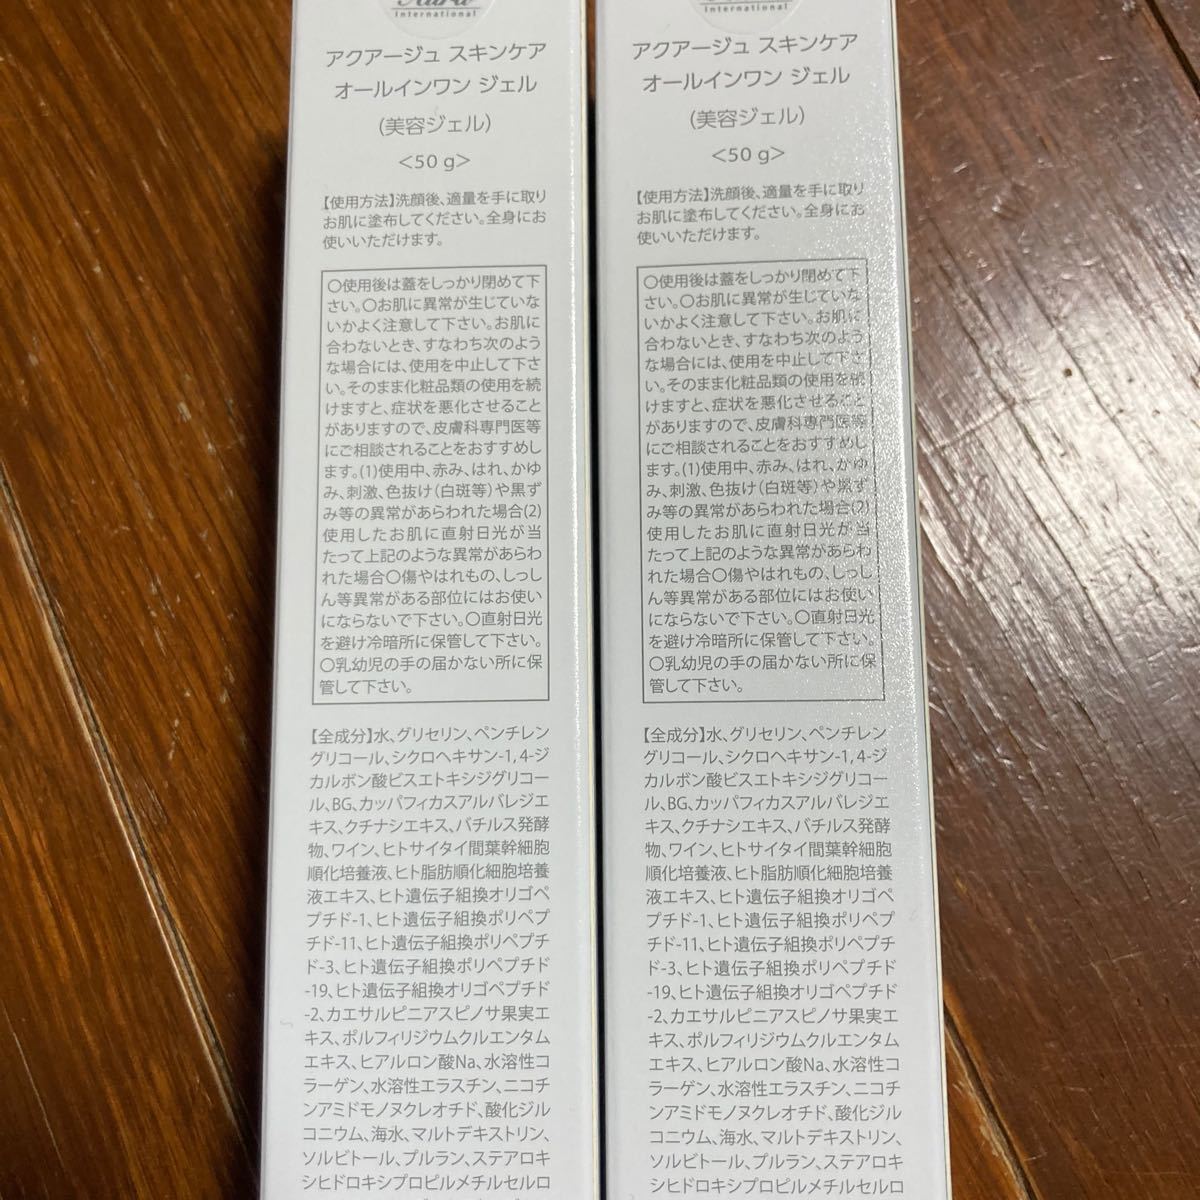 International
アクアージュ スキンケア
オールインワン ジェル
(美容ジェル)
<50 g>
【使用方法】洗顔後、適量を手に取り
お肌に塗布してください。全身にお
使いいただけます。
〇使用後は蓋をしっかり閉めて下
さい。〇お肌に異常が生じていな
いかよく注意して下さい。お肌に
合わないとき、すなわち次のよう
な場合には、使用を中止して下さ
い。そのまま化粧品類の使用を続
けますと、症状を悪化させること
がありますので、皮膚科専門医等
にご相談されることをおすすめし
ます。(1)使用中、赤み、はれ、かゆ
み、刺激、色抜け(白斑等)や黒ず
み等の異常があらわれた場合(2)
使用したお肌に直射日光が当
たって上記のような異常があらわ
れた場合〇傷やはれもの、しっし
ん等異常がある部位にはお使い
にならないで下さい。〇直射日光
を避け冷暗所に保管して下さい。
〇乳幼児の手の届かない所に保
管して下さい。
【全成分】水、グリセリン、ペンチレン
グリコール、シクロヘキサン-1,4-ジ
カルボン酸ビスエトキシジグリコー
ル、BG、カッパフィカスアルバレジエ
キス、クチナシエキス、バチルス発酵
物、ワイン、ヒトサイタイ間葉幹細胞
順化培養液、ヒト脂肪順化細胞培養
液エキス、ヒト遺伝子組換オリゴペ
プチド-1、ヒト遺伝子組換ポリペプ
チド-11、ヒト遺伝子組換ポリペプチ
ド-3、ヒト遺伝子組換ポリペプチド
-19、ヒト遺伝子組換オリゴペプチド
-2、カエサルピニアスピノサ果実エ
キス、ポルフィリジウムクルエンタム
エキス、ヒアルロン酸Na、水溶性コ
ラーゲン、水溶性エラスチン、ニコチ
ンアミドモノヌクレオチド、酸化ジル
コニウム、海水、マルトデキストリン、
ソルビトール、プルラン、ステアロキ
シヒドロキシプロピルメチルセルロ
International
アクアージュ スキンケア
オールインワン ジェル
(美容ジェル)
<50 g>
【使用方法】洗顔後、適量を手に取り
お肌に塗布してください。全身にお
使いいただけます。
〇使用後は蓋をしっかり閉めて下
さい。〇お肌に異常が生じていな
いかよく注意して下さい。お肌に
合わないとき、すなわち次のよう
な場合には、使用を中止して下さ
い。そのまま化粧品類の使用を続
けますと、症状を悪化させること
がありますので、皮膚科専門医等
にご相談されることをおすすめし
ます。(1)使用中、赤み、はれ、かゆ
み、刺激、色抜け(白斑等)や黒ず
み等の異常があらわれた場合(2)
使用したお肌に直射日光が当
たって上記のような異常があらわ
れた場合〇傷やはれもの、しっし
ん等異常がある部位にはお使い
にならないで下さい。〇直射日光
を避け冷暗所に保管して下さい。
〇乳幼児の手の届かない所に保
管して下さい。
【全成分】水、グリセリン、ペンチレン
グリコール、シクロヘキサン-1,4-ジ
カルボン酸ビスエトキシジグリコー
ル、BG、カッパフィカスアルバレジエ
キス、クチナシエキス、バチルス発酵
物、ワイン、ヒトサイタイ間葉幹細胞
順化培養液、ヒト脂肪順化細胞培養
液エキス、ヒト遺伝子組換オリゴペ
プチド-1、ヒト遺伝子組換ポリペプ
チド-11、ヒト遺伝子組換ポリペプチ
ド-3、ヒト遺伝子組換ポリペプチド
-19、ヒト遺伝子組換オリゴペプチド
-2、カエサルピニアスピノサ果実エ
キス、ポルフィリジウムクルエンタム
エキス、ヒアルロン酸Na、水溶性コ
ラーゲン、水溶性エラスチン、ニコチ
ンアミドモノヌクレオチド、酸化ジル
コニウム、海水、マルトデキストリン、
ソルビトール、プルラン、ステアロキ
シヒドロキシプロピルメチルセルロ